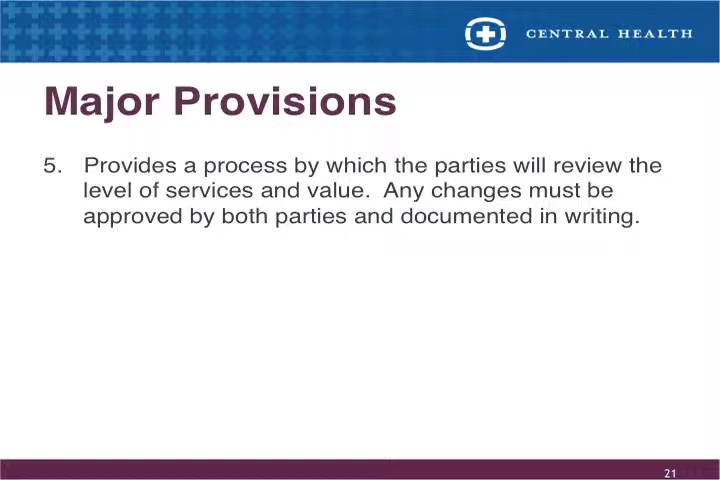 CENTRAL HEALTH
Major Provisions
5. Provides a process by which the parties will review the
level of services and value. Any changes must be
approved by both parties and documented in writing.
21